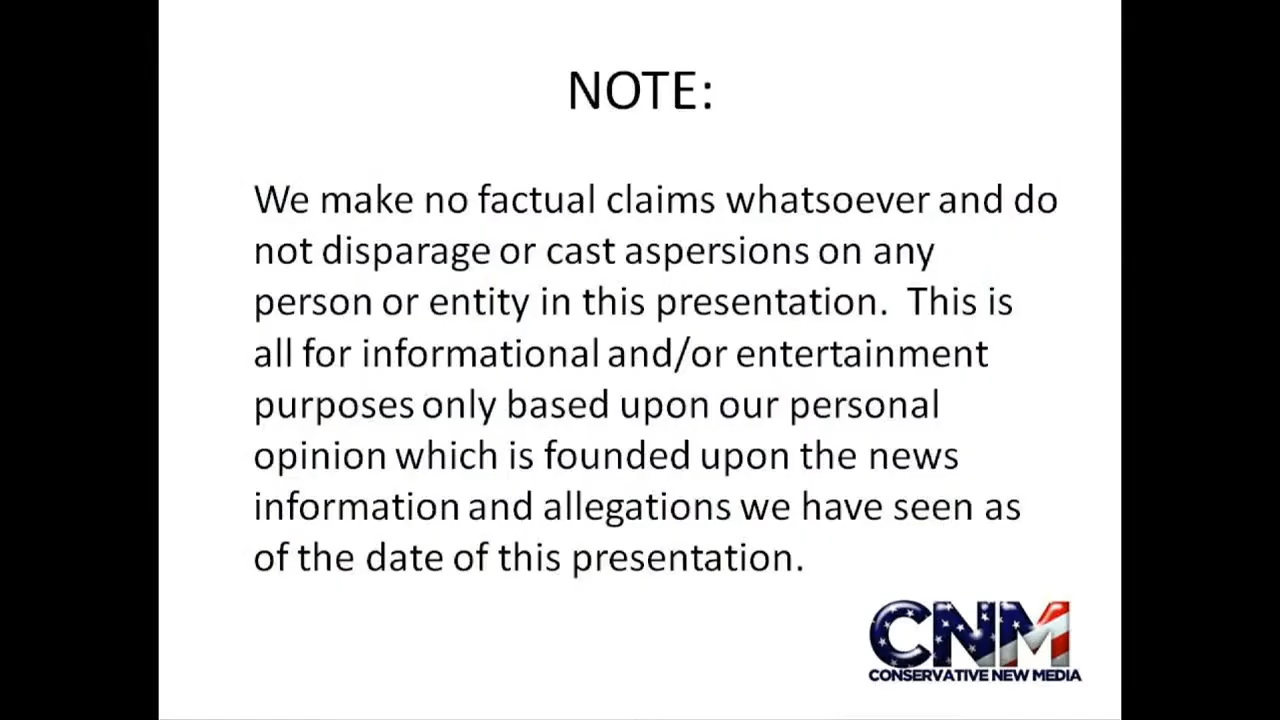 NOTE:
We make no factual claims whatsoever and do
not disparage or cast aspersions on any
person or entity in this presentation.  This is
all for informational and/or entertainment
purposes only based upon our personal
opinion which is founded upon the news
information and allegations we have seen as
of the date of this presentation.
CNM
CONSERVATIVE NEW MEDIA